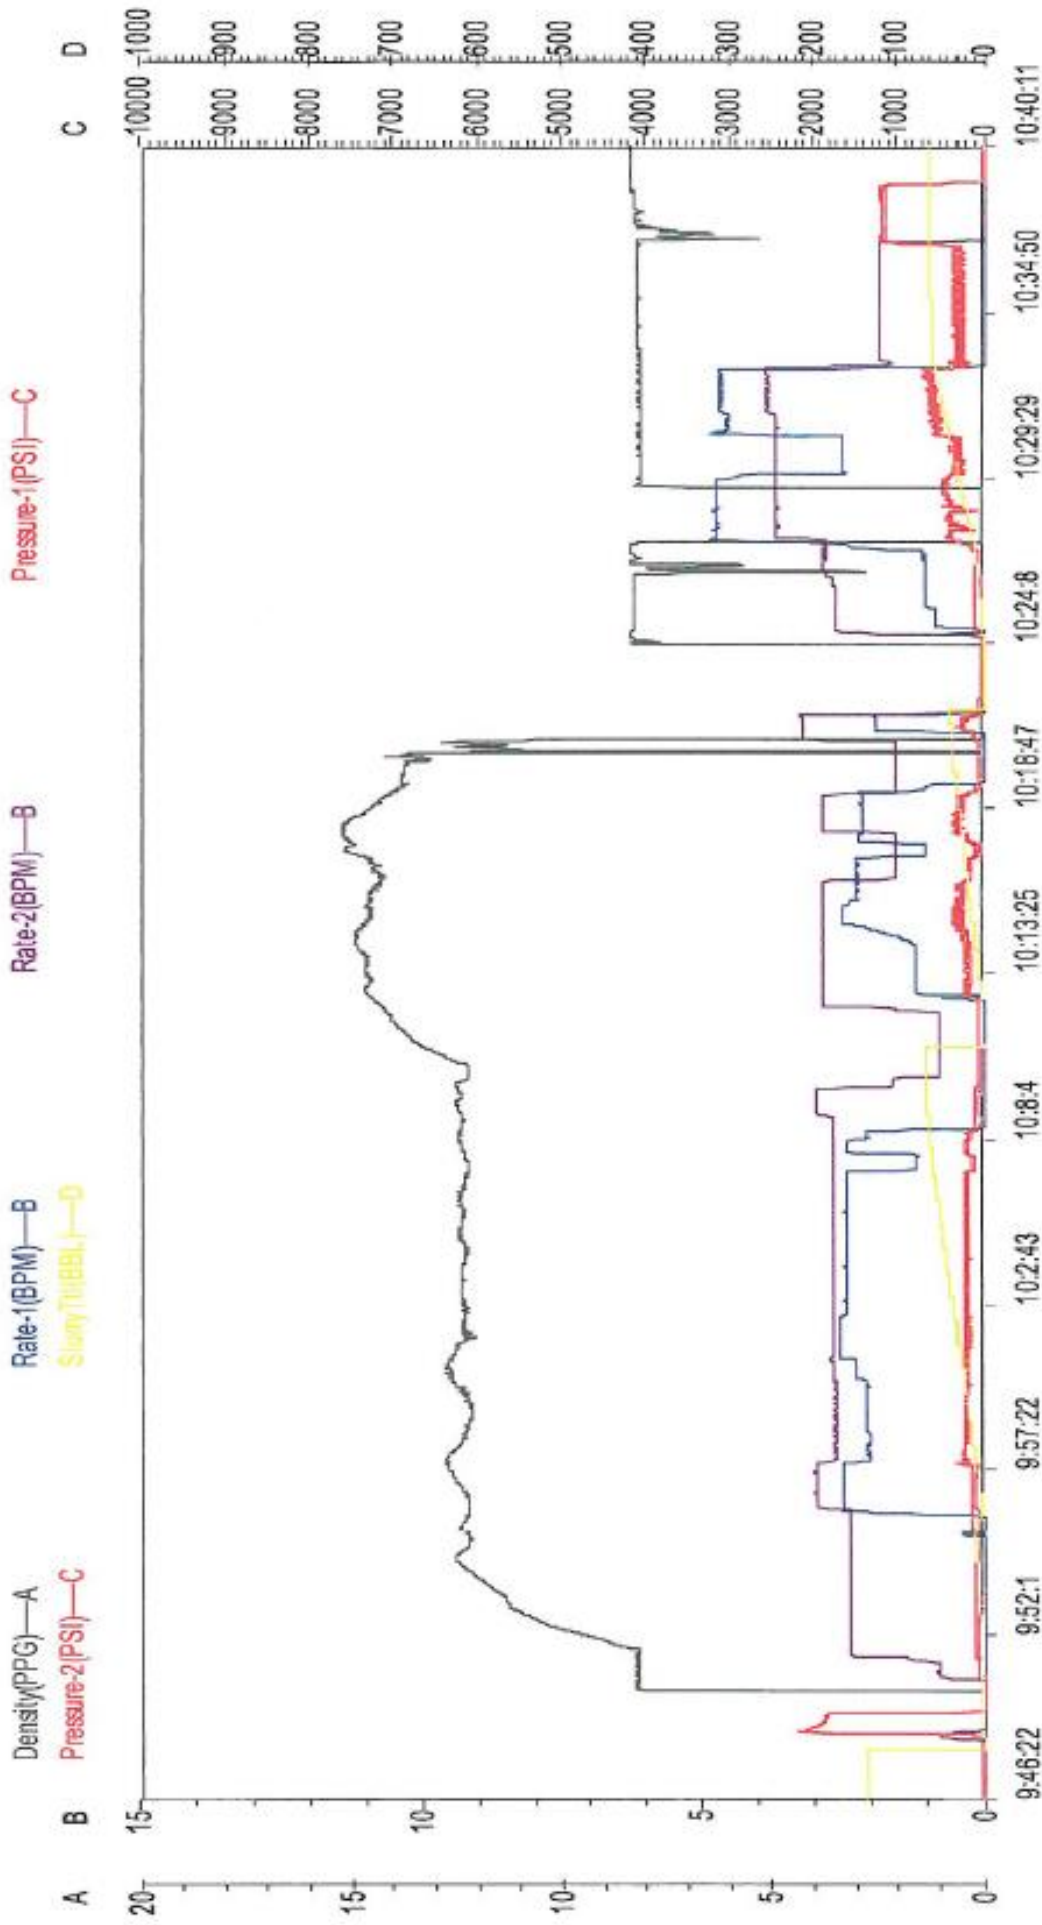 Density(PPG)—A Rate-1(BPM)—B Rate-2(BPM)—B Pressure-1(PSI)—C
Pressure-2(PSI)—C SlurryTtl(BBL)—D
A B C D
20 15 10000 1000
9000 900
8000 800
15 10 7000 700
6000 600
10 5000 500
5 4000 400
5 3000 300
2000 200
1000 100
0 0 0 0
9:46:22 9:52:1 9:57:22 10:2:43 10:8:4 10:13:25 10:18:47 10:24:8 10:29:29 10:34:50 10:40:11